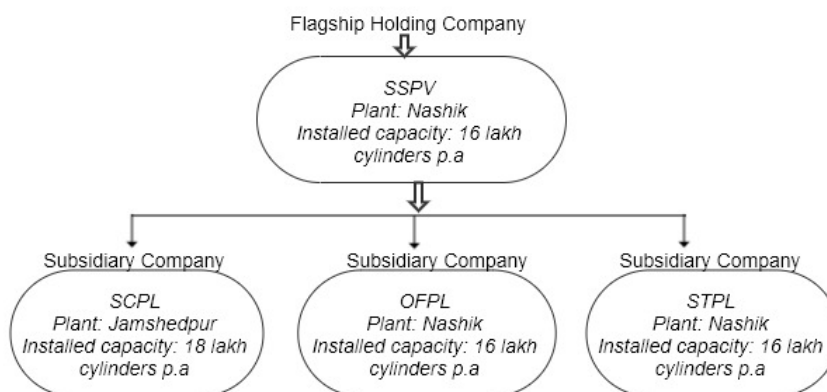 Flagship Holding Company
SSPV
Plant: Nashik
Installed capacity: 16 lakh
cylinders p.a
Subsidiary Company
SCPL
Plant: Jamshedpur
Installed capacity: 18 lakh
cylinders p.a
Subsidiary Company
OFPL
Plant: Nashik
Installed capacity: 16 lakh
cylinders p.a
Subsidiary Company
STPL
Plant: Nashik
Installed capacity: 16 lakh
cylinders p.a